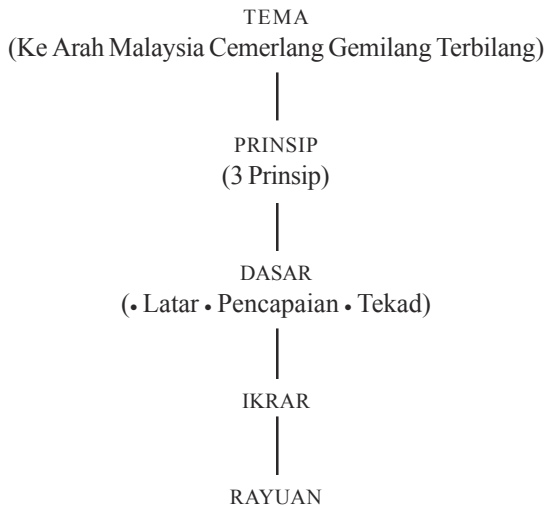 TEMA
(Ke Arah Malaysia Cemerlang Gemilang Terbilang)
PRINSIP
(3 Prinsip)
DASAR
(• Latar • Pencapaian • Tekad)
IKRAR
RAYUAN